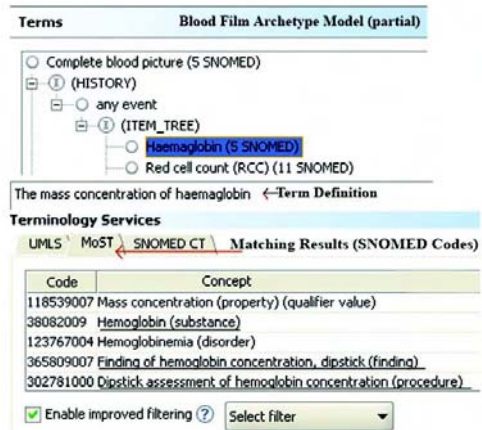 Terms Blood Film Archetype Model (partial)
Complete blood picture (5 SNOMED)
(HISTORY)
any event
(ITEM_TREE)
Haemaglobin (5 SNOMED)
Red cell count (RCC) (11 SNOMED)
The mass concentration of haemaglobin ←Term Definition
Terminology Services
UMLS MoST SNOMED CT Matching Results (SNOMED Codes)
Code Concept
118539007 Mass concentration (property) (qualifier value)
38082009 Hemoglobin (substance)
123767004 Hemoglobinemia (disorder)
365809007 Finding of hemoglobin concentration, dipstick (finding)
302781000 Dipstick assessment of hemoglobin concentration (procedure)
Enable improved filtering ? Select filter